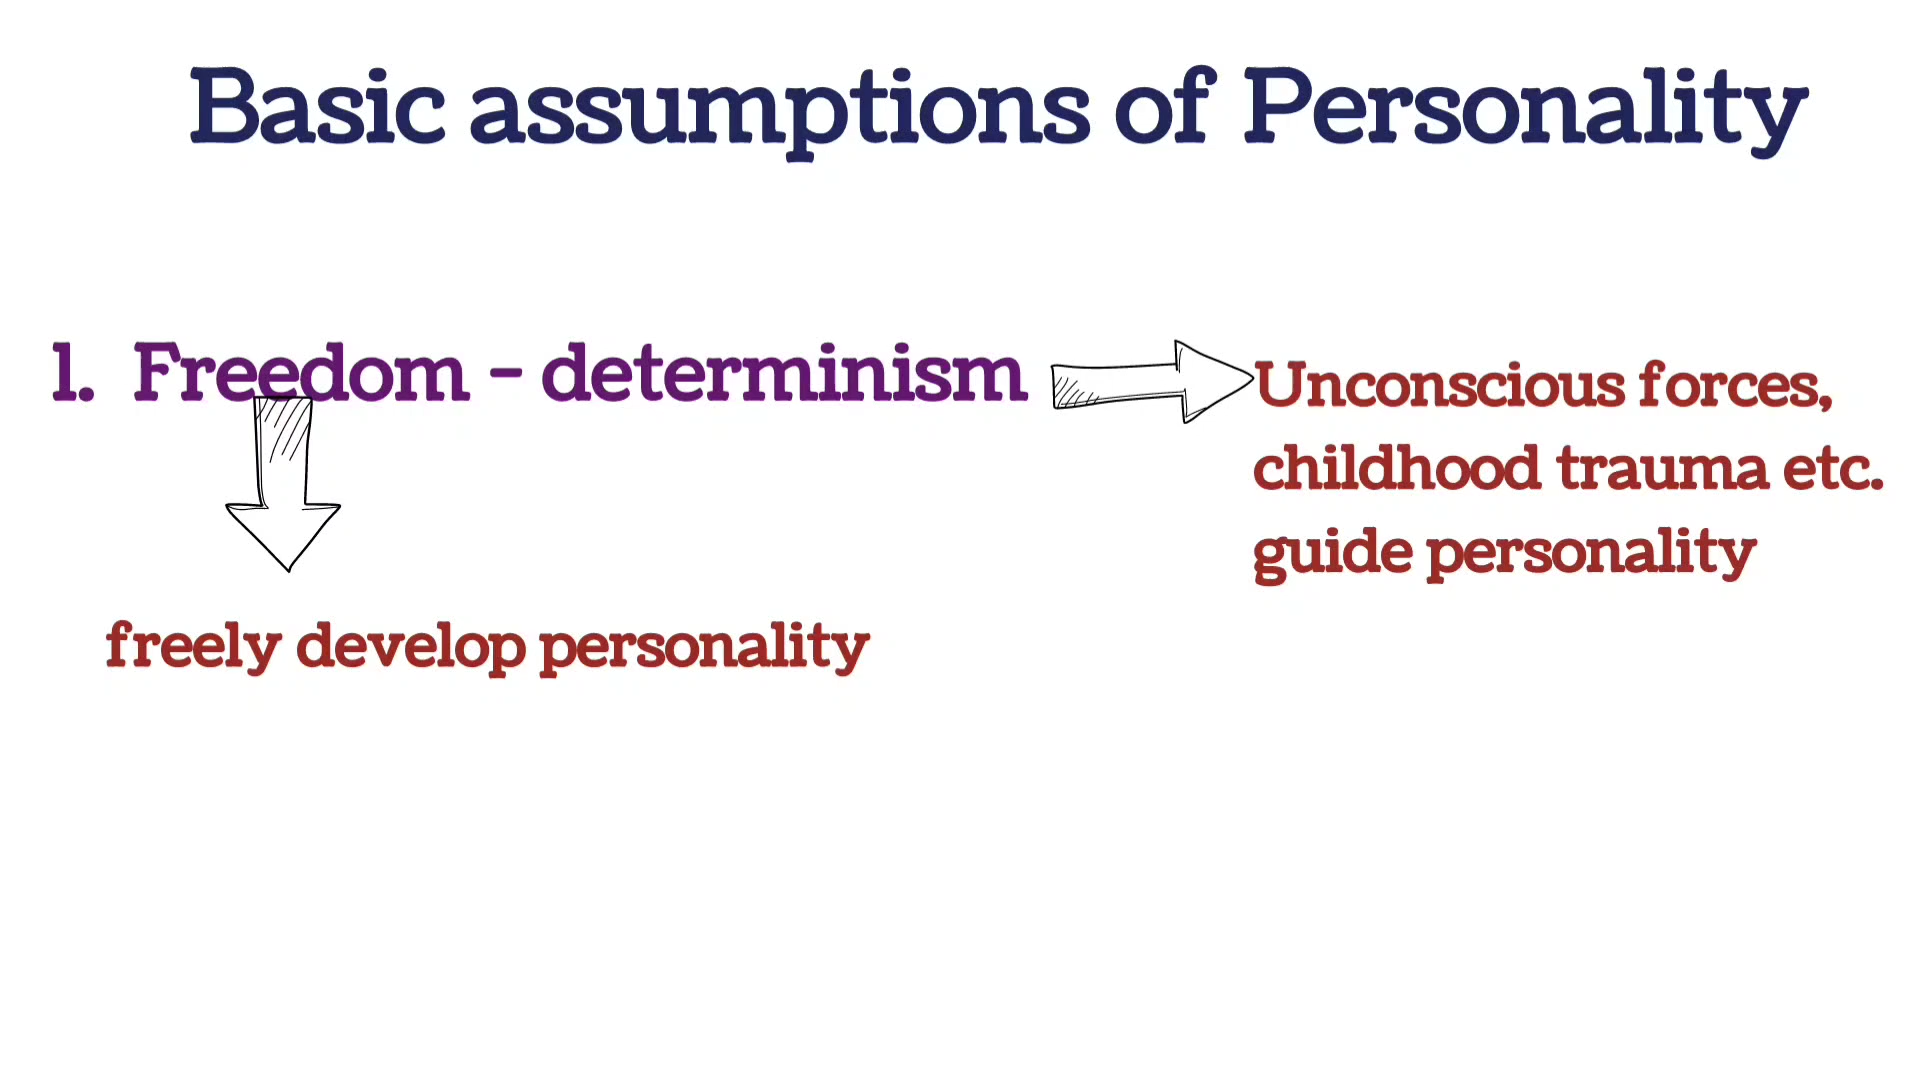 Basic assumptions of Personality
1. Freedom - determinism
Unconscious forces,
childhood trauma etc.
guide personality
freely develop personality